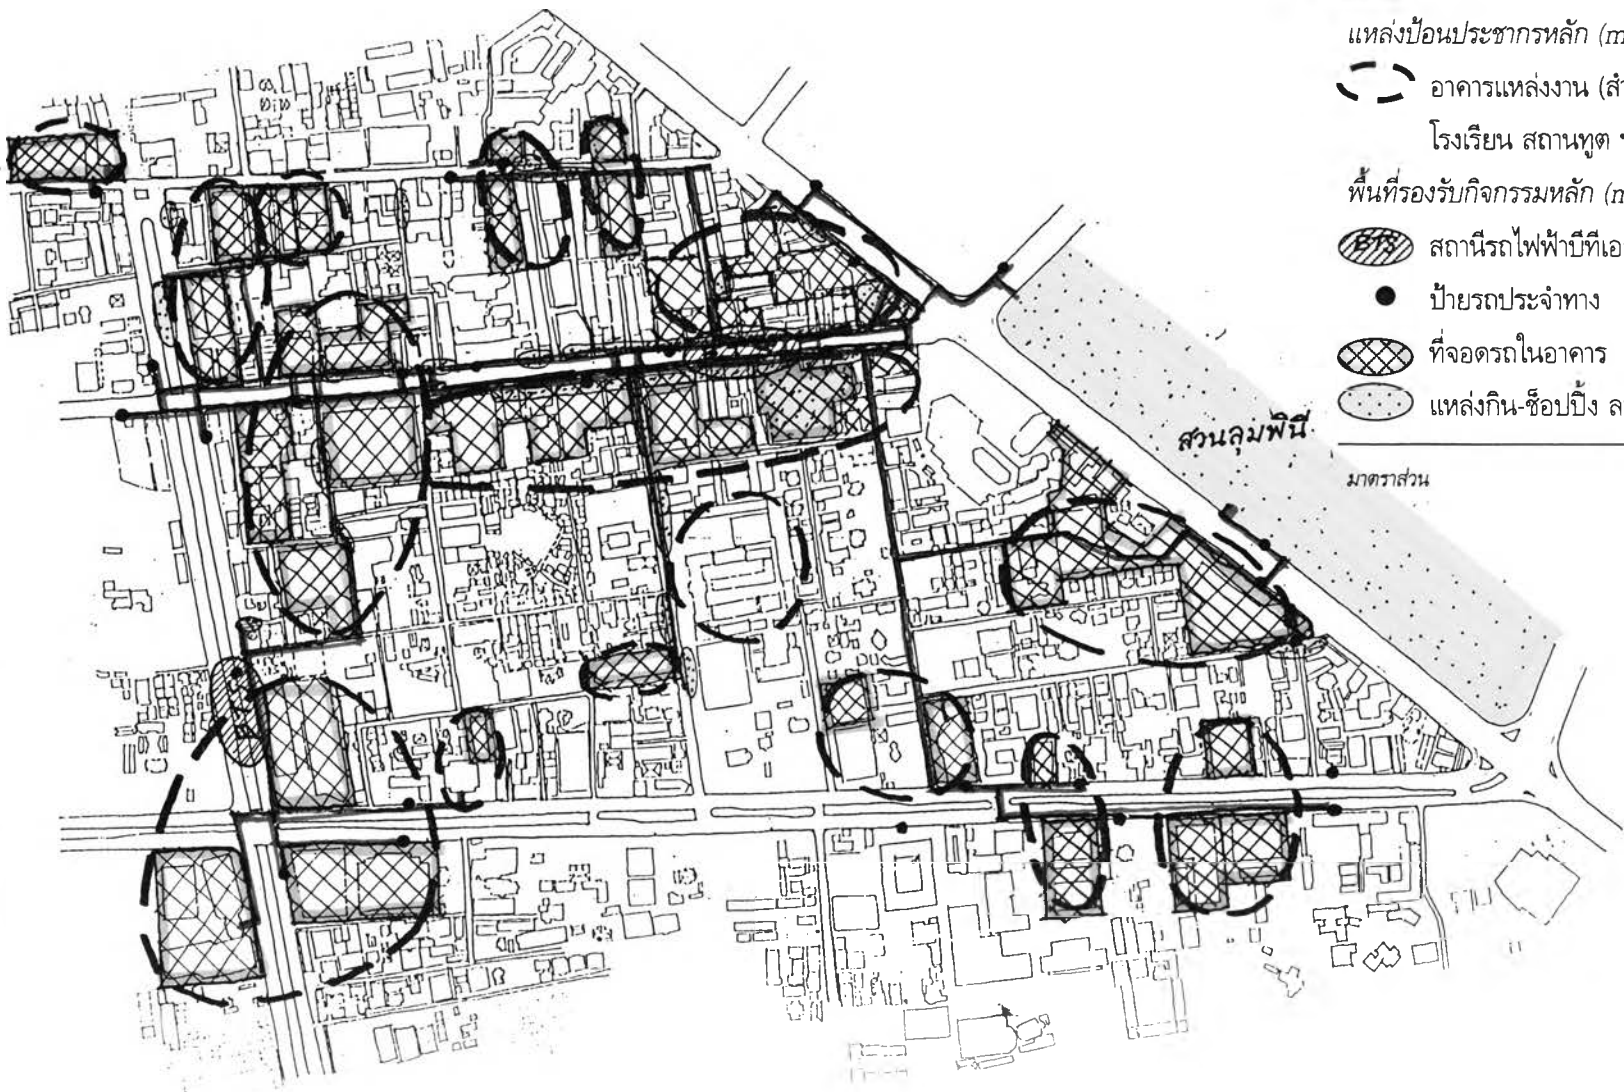 แหล่งป้อนประชากรหลัก (m
อาคารแหล่งงาน (สำ
โรงเรียน สถานทูต
พื้นที่รองรับกิจกรรมหลัก (m
BTS สถานีรถไฟฟ้าบีทีเอ
ป้ายรถประจำทาง
ที่จอดรถในอาคาร
แหล่งกิน-ช็อปปิ้ง ล
สวนลุมพินี
มาตราส่วน